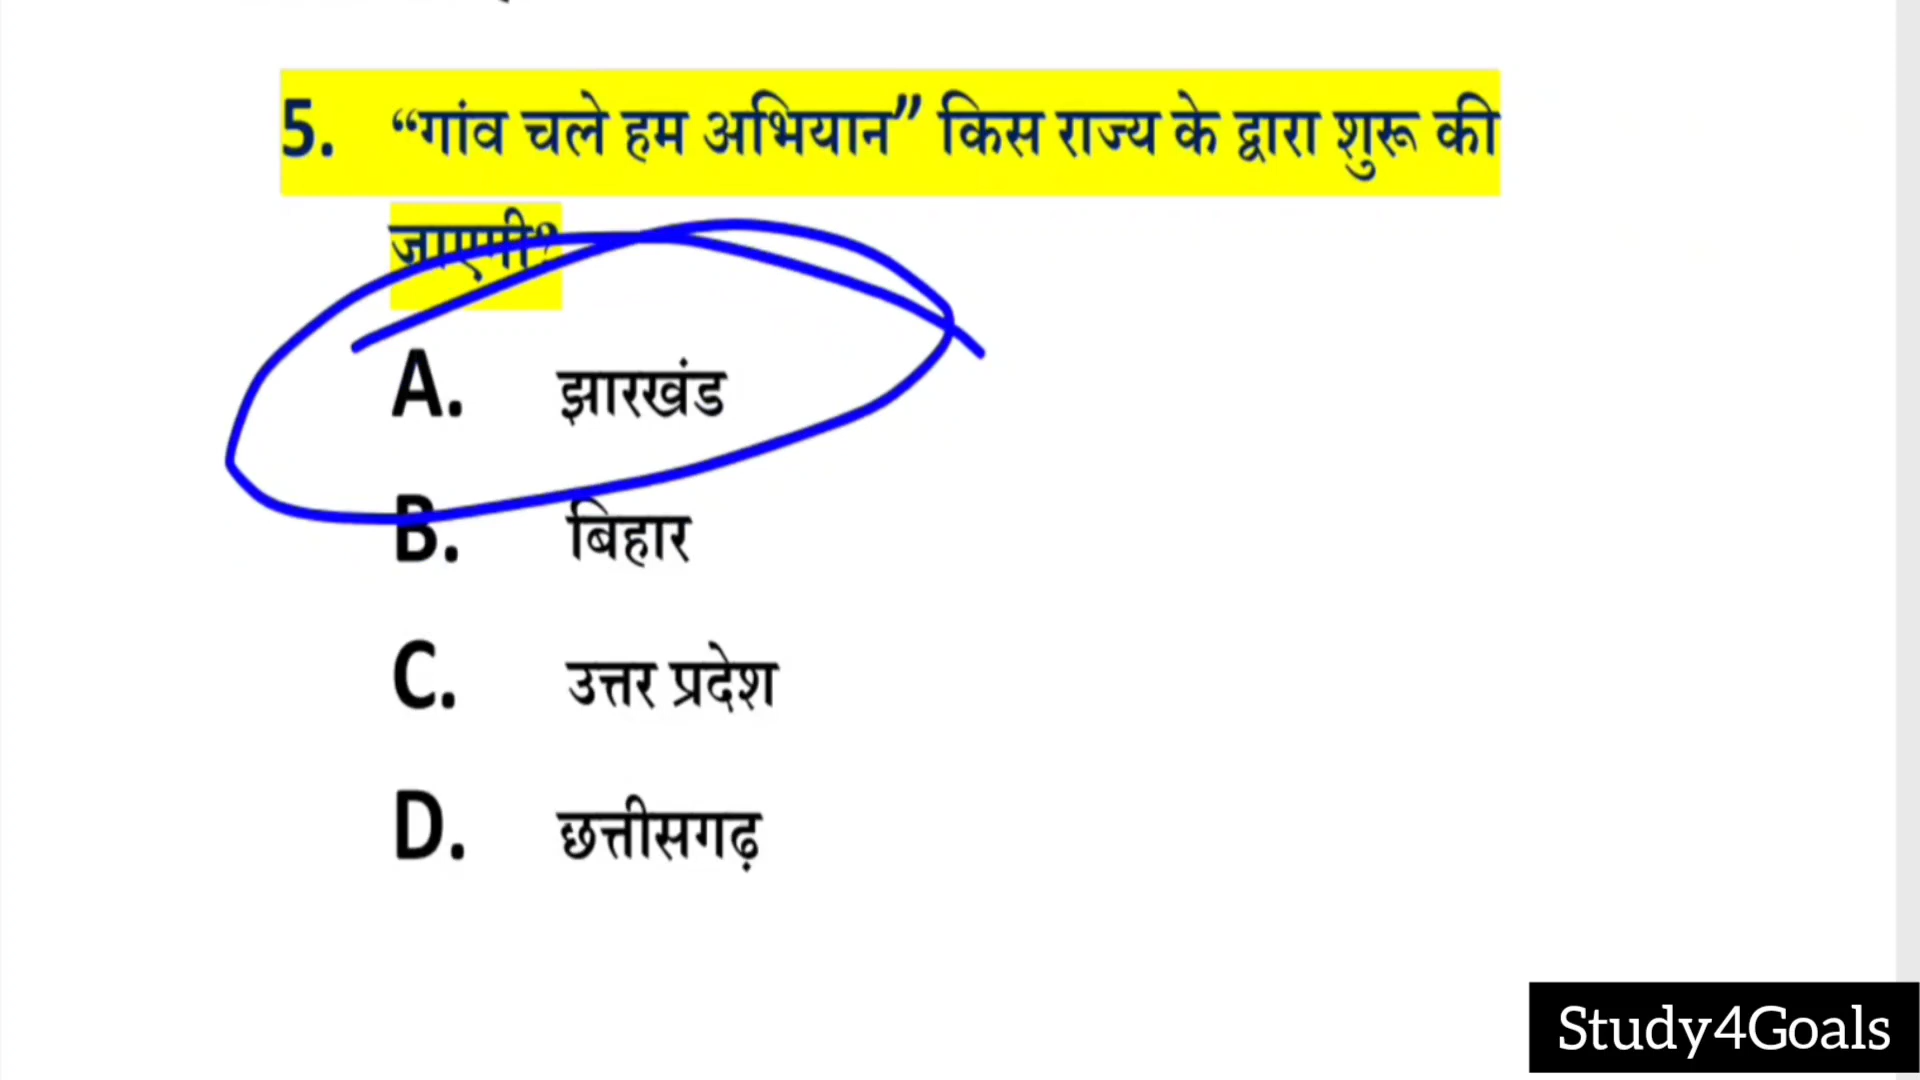 5. “गांव चले हम अभियान” किस राज्य के द्वारा शुरू की
जाएगी?
A. झारखंड
B. बिहार
C. उत्तर प्रदेश
D. छत्तीसगढ़
Study4Goals